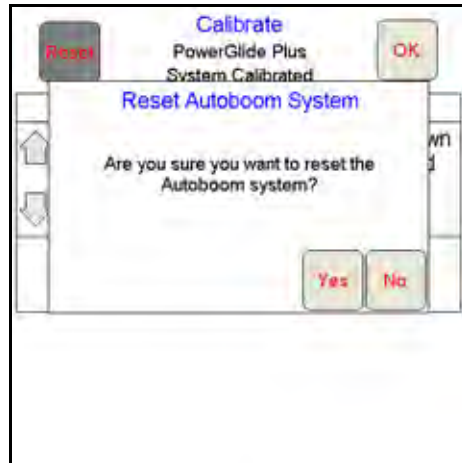 Calibrate
Reset
PowerGlide Plus
OK
System Calibrated
Reset Autoboom System
Are you sure you want to reset the
Autoboom system?
Yes
No